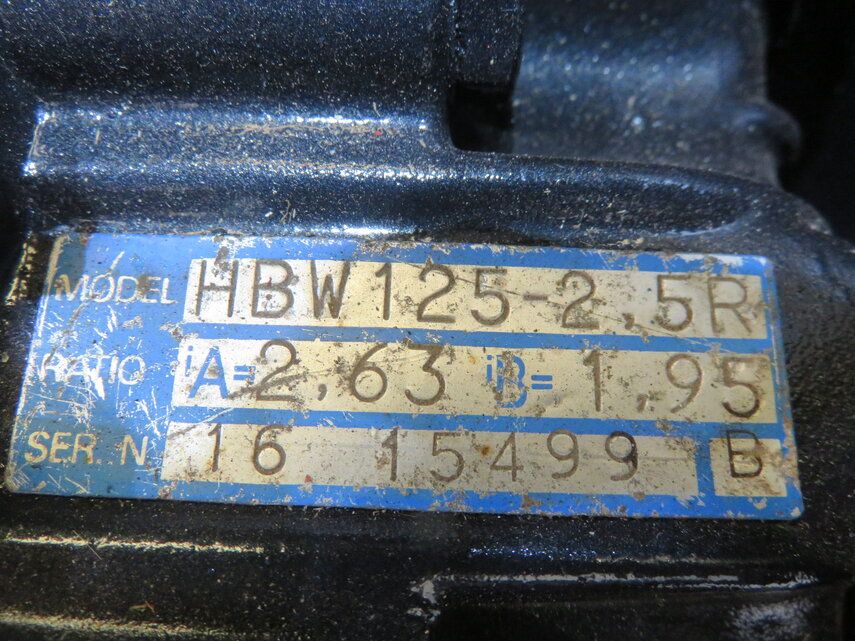 MODEL HBW125-2,5R
RATIO iA=2,63 iB=1,95
SER. N 16 15499 B